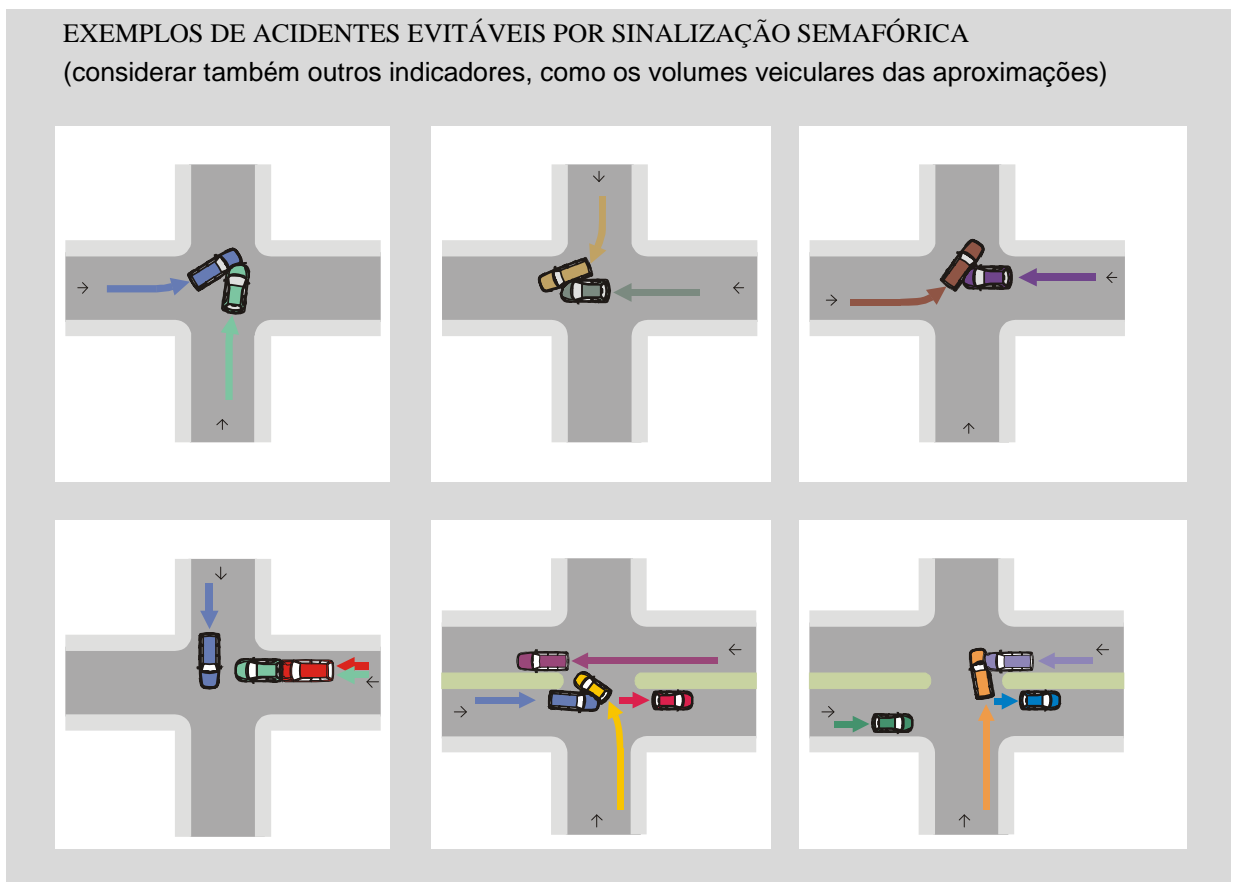 EXEMPLOS DE ACIDENTES EVITÁVEIS POR SINALIZAÇÃO SEMAFÓRICA
(considerar também outros indicadores, como os volumes veiculares das aproximações)